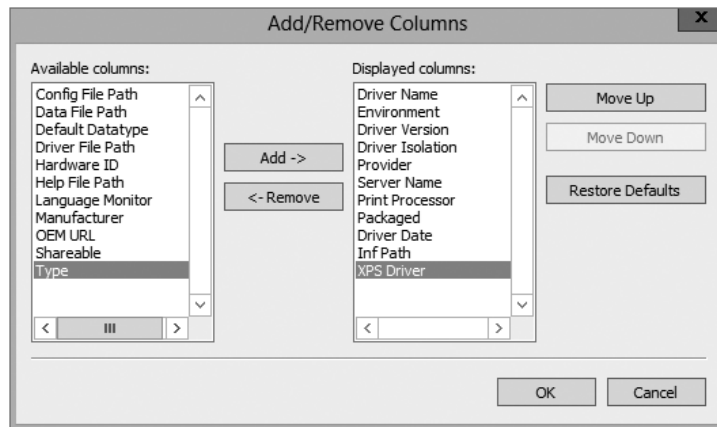 Add/Remove Columns
x
Available columns:
Config File Path
Data File Path
Default Datatype
Driver File Path
Hardware ID
Help File Path
Language Monitor
Manufacturer
OEM URL
Shareable
Type
Add ->
<- Remove
Displayed columns:
Driver Name
Environment
Driver Version
Driver Isolation
Provider
Server Name
Print Processor
Packaged
Driver Date
Inf Path
XPS Driver
Move Up
Move Down
Restore Defaults
OK
Cancel